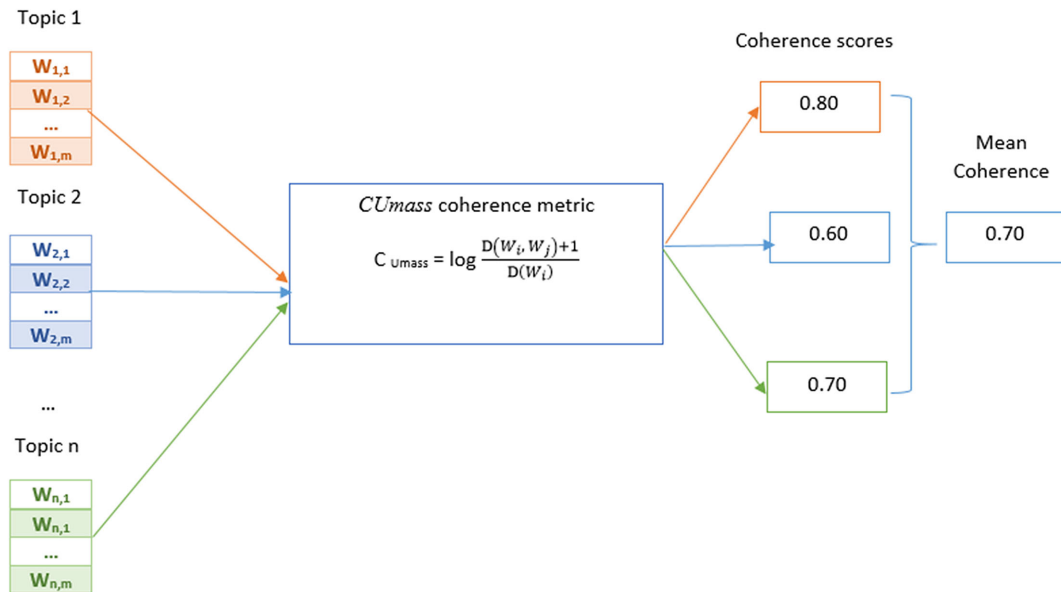 Topic 1
W1,1
W1,2
...
W1,m
Topic 2
W2,1
W2,2
...
W2,m
...
Topic n
Wn,1
Wn,1
...
Wn,m
CUmass coherence metric
C Umass = log D(Wi, Wj)+1 / D(Wi)
Coherence scores
0.80
0.60
0.70
Mean
Coherence
0.70